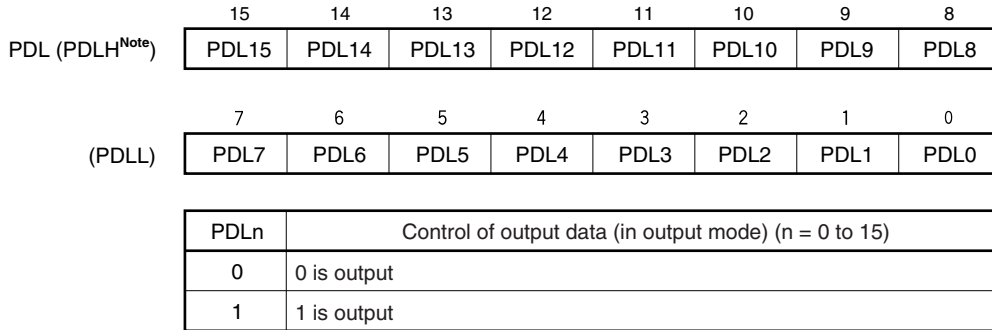 15 14 13 12 11 10 9 8
PDL (PDLHNote) PDL15 PDL14 PDL13 PDL12 PDL11 PDL10 PDL9 PDL8
7 6 5 4 3 2 1 0
(PDLL) PDL7 PDL6 PDL5 PDL4 PDL3 PDL2 PDL1 PDL0
PDLn Control of output data (in output mode) (n = 0 to 15)
0 0 is output
1 1 is output